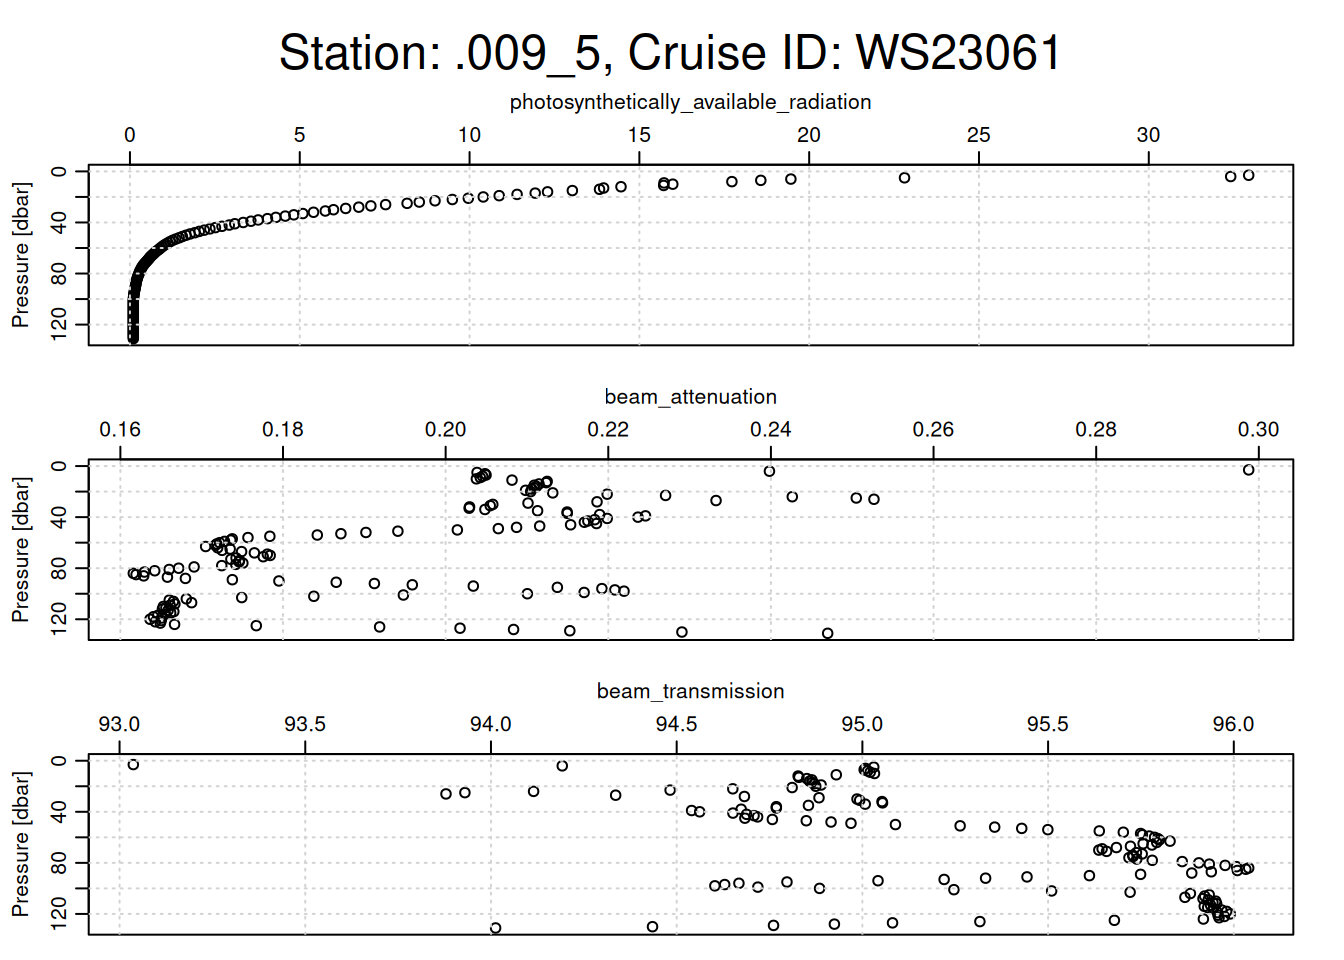 Station: .009_5, Cruise ID: WS23061
photosynthetically_available_radiation
0 5 10 15 20 25 30
Pressure [dbar]
0 40 80 120
beam_attenuation
0.16 0.18 0.20 0.22 0.24 0.26 0.28 0.30
Pressure [dbar]
0 40 80 120
beam_transmission
93.0 93.5 94.0 94.5 95.0 95.5 96.0
Pressure [dbar]
0 40 80 120